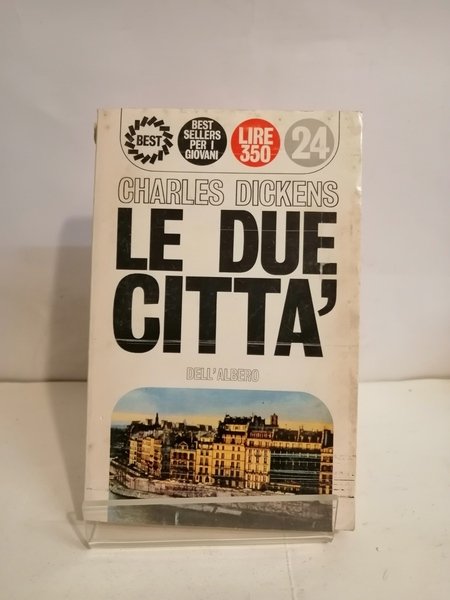 BEST
BEST
SELLERS
PER I
GIOVANI
LIRE
350
24
CHARLES DICKENS
LE DUE
CITTA'
DELL'ALBERO